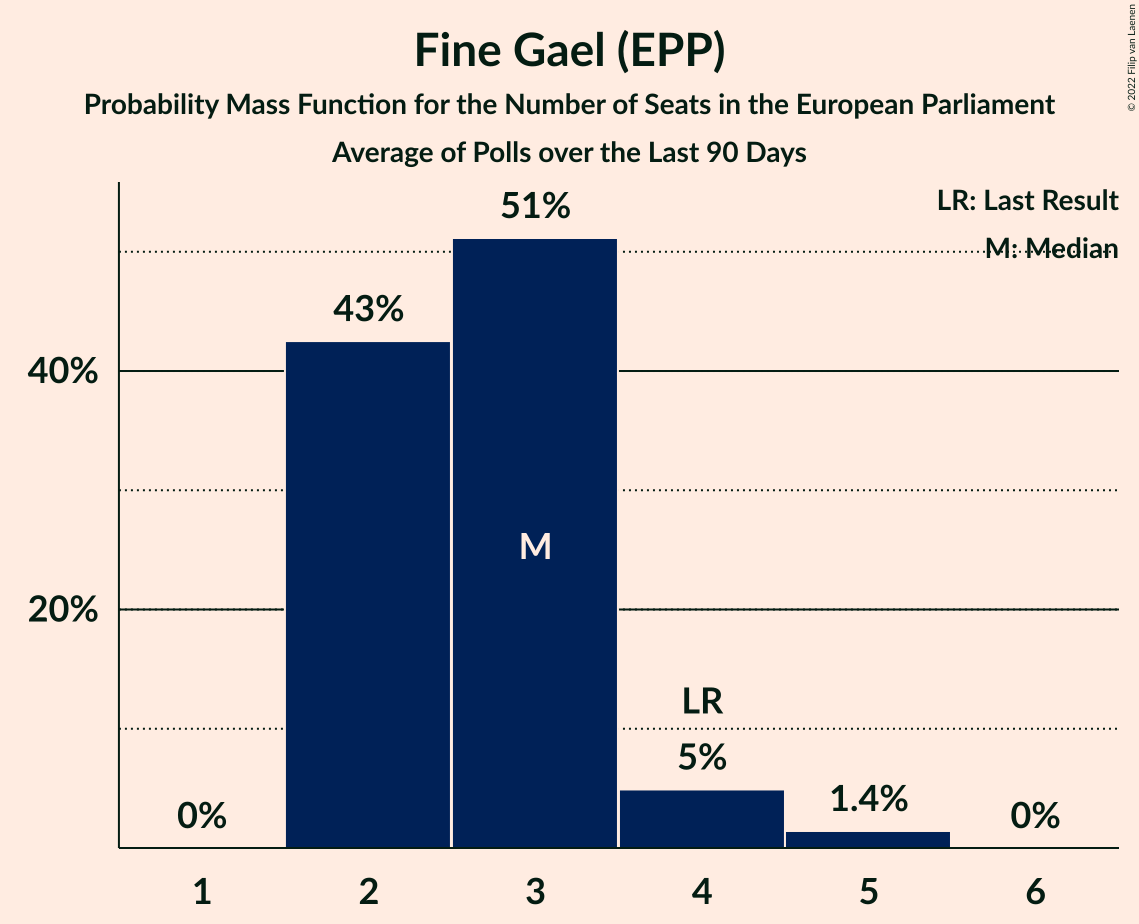 Fine Gael (EPP)
Probability Mass Function for the Number of Seats in the European Parliament
Average of Polls over the Last 90 Days
© 2022 Filip van Laenen
LR: Last Result
M: Median
51%
43%
40%
M
20%
LR
5%
1.4%
0%
0%
1 2 3 4 5 6